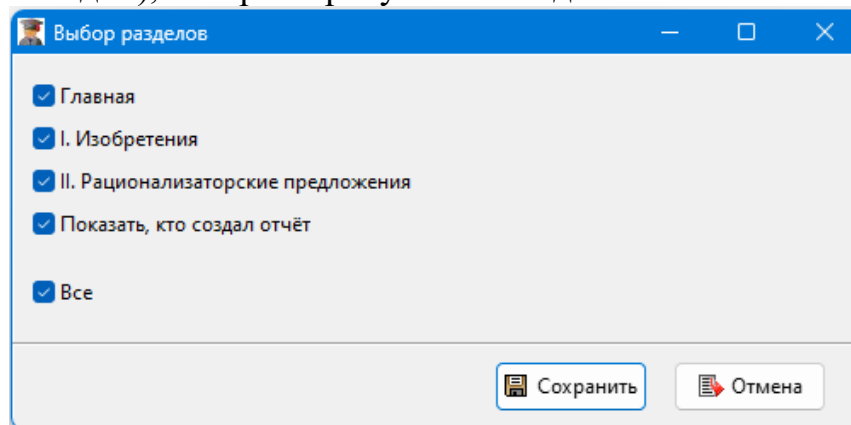 Выбор разделов
Главная
I. Изобретения
II. Рационализаторские предложения
Показать, кто создал отчёт
Все
Сохранить
Отмена